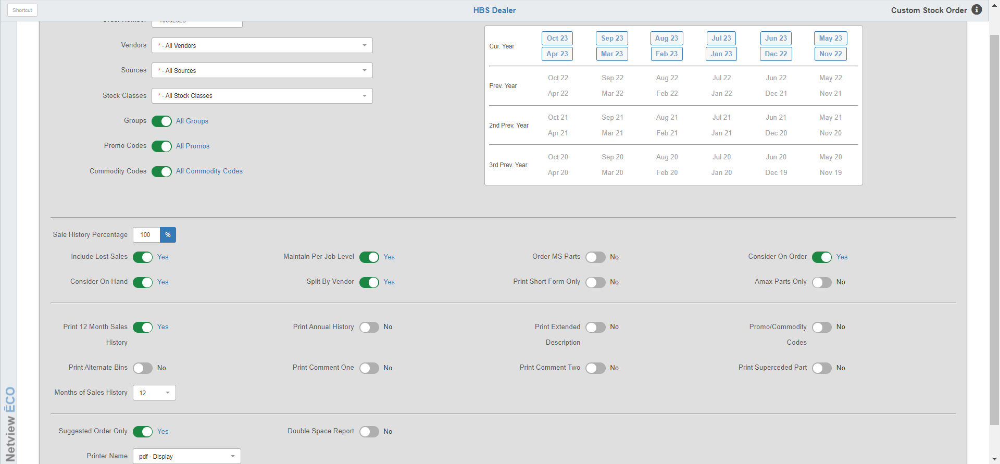 Shortcut
HBS Dealer
Custom Stock Order
Order Number
Vendors
* - All Vendors
Sources
* - All Sources
Stock Classes
* - All Stock Classes
Groups
All Groups
Promo Codes
All Promos
Commodity Codes
All Commodity Codes
Cur. Year
Oct 23 Sep 23 Aug 23 Jul 23 Jun 23 May 23
Apr 23 Mar 23 Feb 23 Jan 23 Dec 22 Nov 22
Prev. Year
Oct 22 Sep 22 Aug 22 Jul 22 Jun 22 May 22
Apr 22 Mar 22 Feb 22 Jan 22 Dec 21 Nov 21
2nd Prev. Year
Oct 21 Sep 21 Aug 21 Jul 21 Jun 21 May 21
Apr 21 Mar 21 Feb 21 Jan 21 Dec 20 Nov 20
3rd Prev. Year
Oct 20 Sep 20 Aug 20 Jul 20 Jun 20 May 20
Apr 20 Mar 20 Feb 20 Jan 20 Dec 19 Nov 19
Sale History Percentage 100 %
Include Lost Sales Yes Maintain Per Job Level Yes Order MS Parts No Consider On Order Yes
Consider On Hand Yes Split By Vendor Yes Print Short Form Only No Amax Parts Only No
Print 12 Month Sales Yes Print Annual History No Print Extended No Promo/Commodity No
History Description Codes
Print Alternate Bins No Print Comment One No Print Comment Two No Print Superceded Part No
Months of Sales History 12
Suggested Order Only Yes Double Space Report No
Printer Name pdf - Display
Netview ĒCO